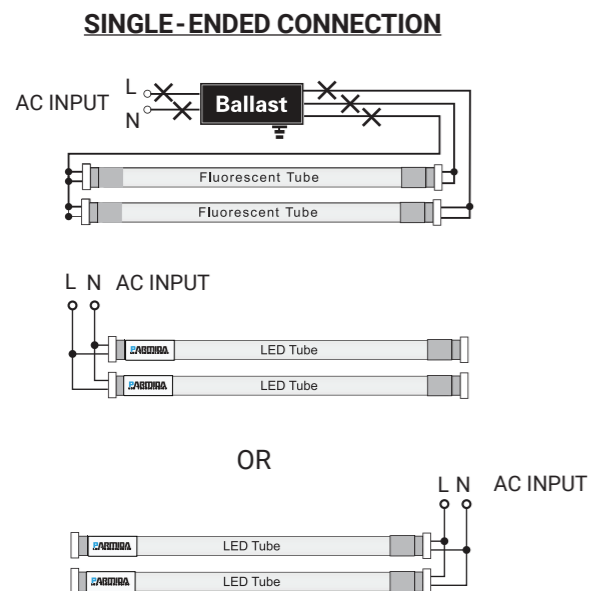 SINGLE-ENDED CONNECTION
L
AC INPUT
N
Ballast
Fluorescent Tube
Fluorescent Tube
L N AC INPUT
LED Tube
LED Tube
OR
L N AC INPUT
LED Tube
LED Tube